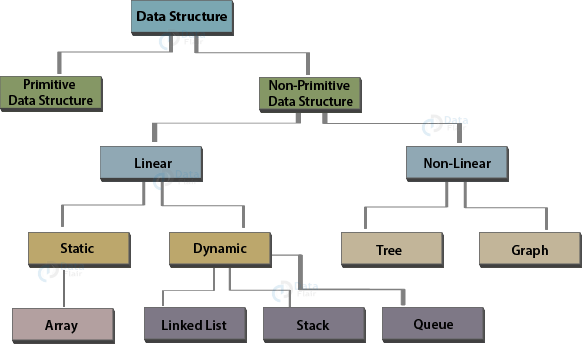 Data Structure
Primitive
Data Structure
Non-Primitive
Data Structure
Linear
Non-Linear
Static
Dynamic
Tree
Graph
Array
Linked List
Stack
Queue